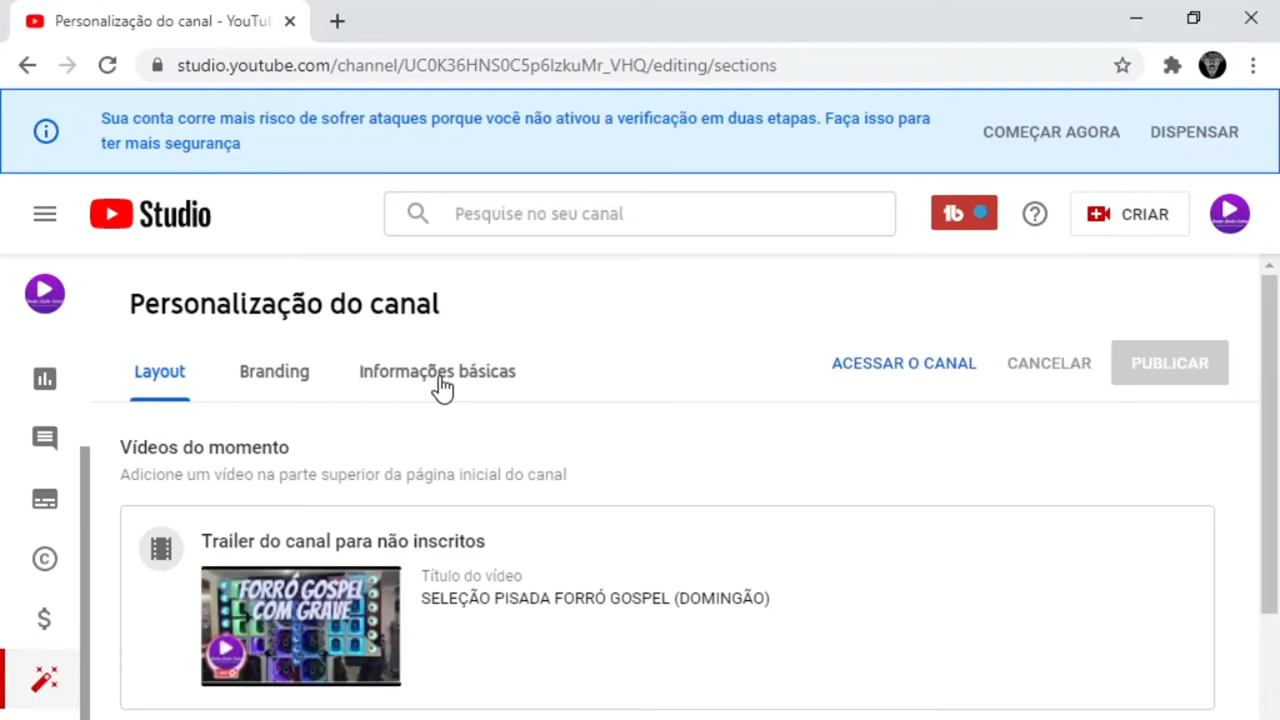 Personalização do canal - YouTu
studio.youtube.com/channel/UC0K36HNS0C5p6IzkuMr_VHQ/editing/sections
Sua conta corre mais risco de sofrer ataques porque você não ativou a verificação em duas etapas. Faça isso para
ter mais segurança
COMEÇAR AGORA
DISPENSAR
Studio
Pesquise no seu canal
tb
CRIAR
Personalização do canal
Layout
Branding
Informações básicas
ACESSAR O CANAL
CANCELAR
PUBLICAR
Vídeos do momento
Adicione um vídeo na parte superior da página inicial do canal
Trailer do canal para não inscritos
FORRÓ GOSPEL
COM GRAVE
Título do vídeo
SELEÇÃO PISADA FORRÓ GOSPEL (DOMINGÃO)